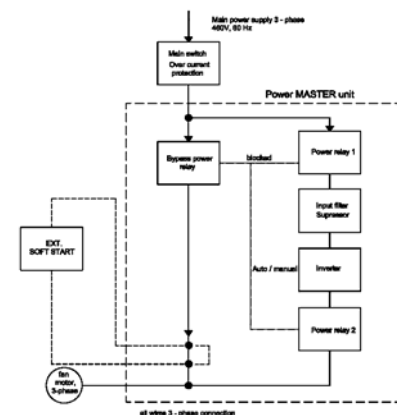 Main power supply 3 - phase
460V, 60 Hz
Main switch
Over current
protection
Power MASTER unit
Bypass power
relay
blocked
Power relay 1
Input filter
Supressor
EXT.
SOFT START
Auto / manual
Inverter
Power relay 2
fan
motor,
3-phase
all wires 3 - phase connection